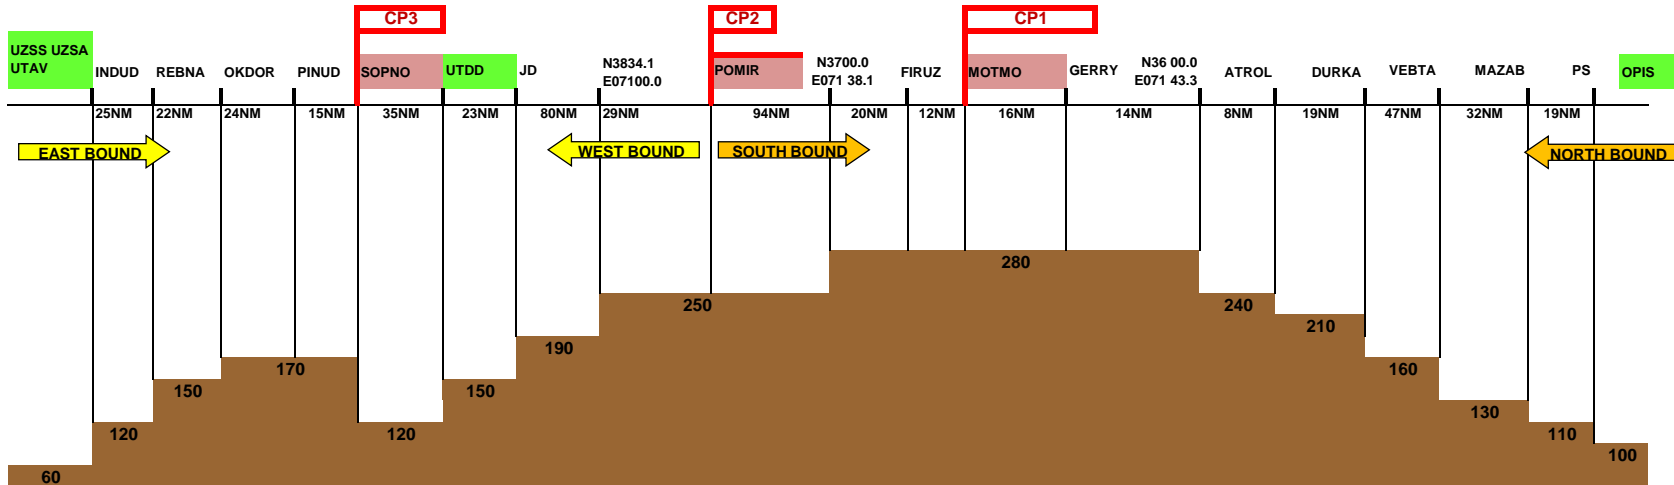 CP3
CP2
CP1
UZSS UZSA
UTAV
INDUD
REBNA
OKDOR
PINUD
SOPNO
UTDD
JD
N3834.1
E07100.0
POMIR
N3700.0
E071 38.1
FIRUZ
MOTMO
GERRY
N36 00.0
E071 43.3
ATROL
DURKA
VEBTA
MAZAB
PS
OPIS
25NM
22NM
24NM
15NM
35NM
23NM
80NM
29NM
94NM
20NM
12NM
16NM
14NM
8NM
19NM
47NM
32NM
19NM
EAST BOUND
WEST BOUND
SOUTH BOUND
NORTH BOUND
60
120
150
170
120
150
190
250
280
240
210
160
130
110
100